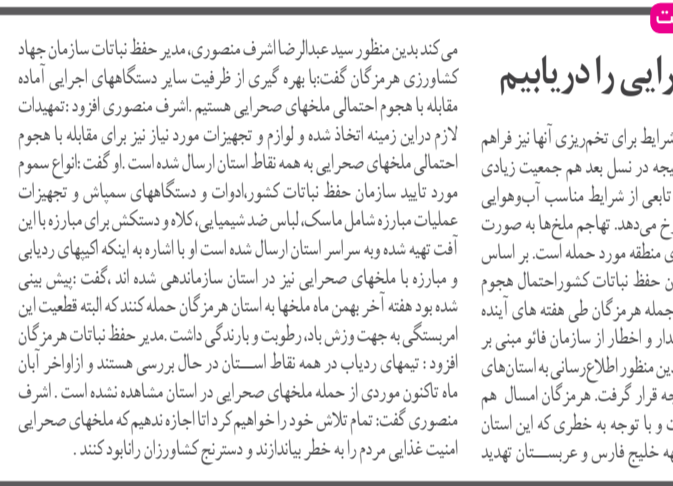 ت
رایی را دریابیم
شرایط برای تخم‌ریزی آنها نیز فراهم
یجه در نسل بعد هم جمعیت زیادی
تابعی از شرایط مناسب آب‌وهوایی
خ می‌دهد. تهاجم ملخ‌ها به صورت
ی منطقه مورد حمله است. بر اساس
ن حفظ نباتات کشوراحتمال هجوم
جمله هرمزگان طی هفته های آینده
دار و اخطار از سازمان فائو مبنی بر
دین منظور اطلاع‌رسانی به استان‌های
جه قرار گرفت. هرمزگان امسال هم
ت و با توجه به خطری که این استان
هه خلیج فارس و عربستان تهدید
می کند بدین منظور سید عبدالرضا اشرف منصوری، مدیر حفظ نباتات سازمان جهاد
کشاورزی هرمزگان گفت:با بهره گیری از ظرفیت سایر دستگاههای اجرایی آماده
مقابله با هجوم احتمالی ملخهای صحرایی هستیم .اشرف منصوری افزود :تمهیدات
لازم دراین زمینه اتخاذ شده و لوازم و تجهیزات مورد نیاز نیز برای مقابله با هجوم
احتمالی ملخهای صحرایی به همه نقاط استان ارسال شده است .او گفت :انواع سموم
مورد تایید سازمان حفظ نباتات کشور،ادوات و دستگاههای سمپاش و تجهیزات
عملیات مبارزه شامل ماسک، لباس ضد شیمیایی،کلاه و دستکش برای مبارزه با این
آفت تهیه شده وبه سراسر استان ارسال شده است او با اشاره به اینکه اکیپهای ردیابی
و مبارزه با ملخهای صحرایی نیز در استان سازماندهی شده اند ،گفت :پیش بینی
شده بود هفته آخر بهمن ماه ملخها به استان هرمزگان حمله کنند که البته قطعیت این
امربستگی به جهت وزش باد، رطوبت و بارندگی داشت .مدیر حفظ نباتات هرمزگان
افزود : تیمهای ردیاب در همه نقاط استان در حال بررسی هستند و ازاواخر آبان
ماه تاکنون موردی از حمله ملخهای صحرایی در استان مشاهده نشده است . اشرف
منصوری گفت: تمام تلاش خود را خواهیم کرد اتا اجازه ندهیم که ملخهای صحرایی
امنیت غذایی مردم را به خطر بیاندازند و دسترنج کشاورزان رانابود کنند .